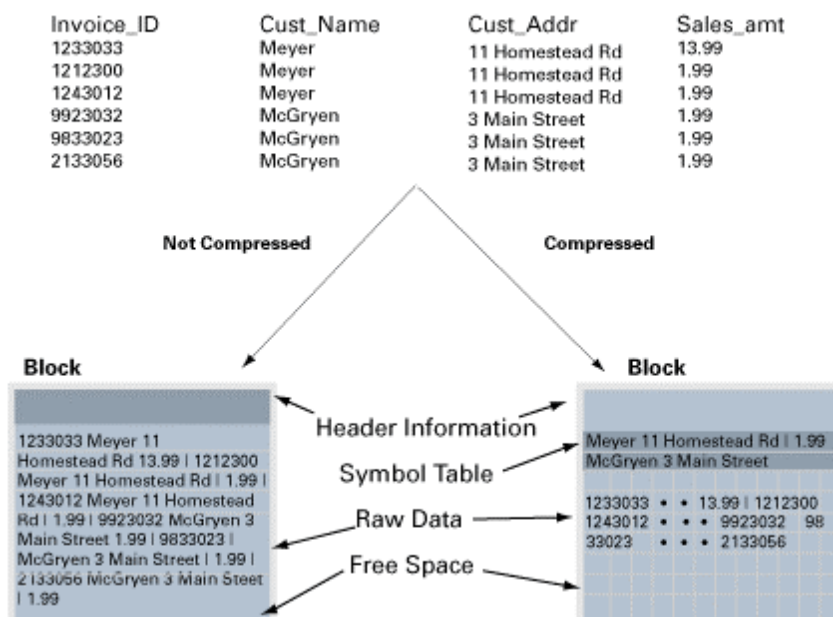 Invoice_ID Cust_Name Cust_Addr Sales_amt
1233033 Meyer 11 Homestead Rd 13.99
1212300 Meyer 11 Homestead Rd 1.99
1243012 Meyer 11 Homestead Rd 1.99
9923032 McGryen 3 Main Street 1.99
9833023 McGryen 3 Main Street 1.99
2133056 McGryen 3 Main Street 1.99
Not Compressed
Compressed
Block
1233033 Meyer 11
Homestead Rd 13.99 | 1212300
Meyer 11 Homestead Rd | 1.99 |
1243012 Meyer 11 Homestead
Rd | 1.99 | 9923032 McGryen 3
Main Street 1.99 | 9833023 |
McGryen 3 Main Street | 1.99 |
2133056 McGryen 3 Main Steet
| 1.99
Header Information
Symbol Table
Raw Data
Free Space
Block
Meyer 11 Homestead Rd | 1.99
McGryen 3 Main Street
1233033 • • 13.99 | 1212300
1243012 • • • 9923032 98
33023 • • • 2133056